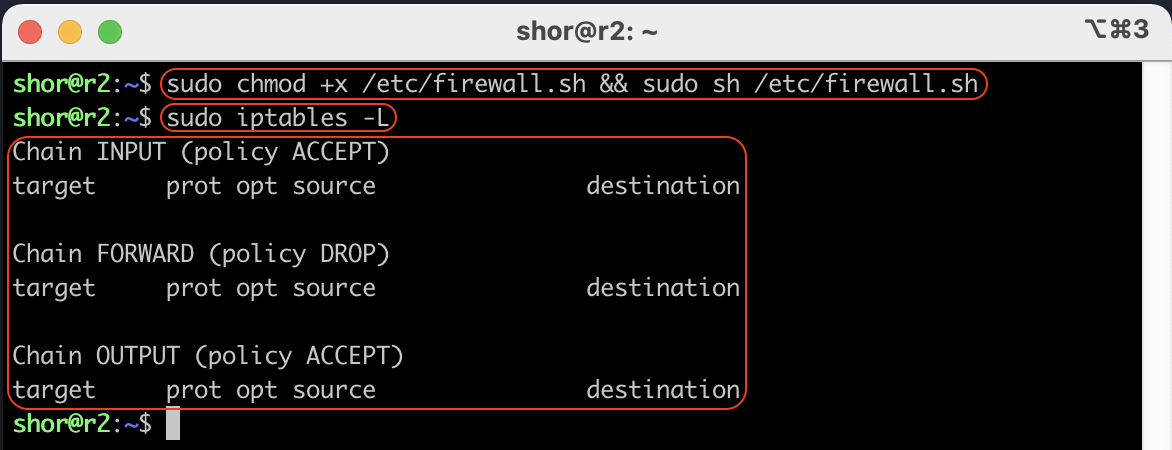 shor@r2: ~
⌥⌘3
shor@r2:~$ sudo chmod +x /etc/firewall.sh && sudo sh /etc/firewall.sh
shor@r2:~$ sudo iptables -L
Chain INPUT (policy ACCEPT)
target     prot opt source               destination
Chain FORWARD (policy DROP)
target     prot opt source               destination
Chain OUTPUT (policy ACCEPT)
target     prot opt source               destination
shor@r2:~$